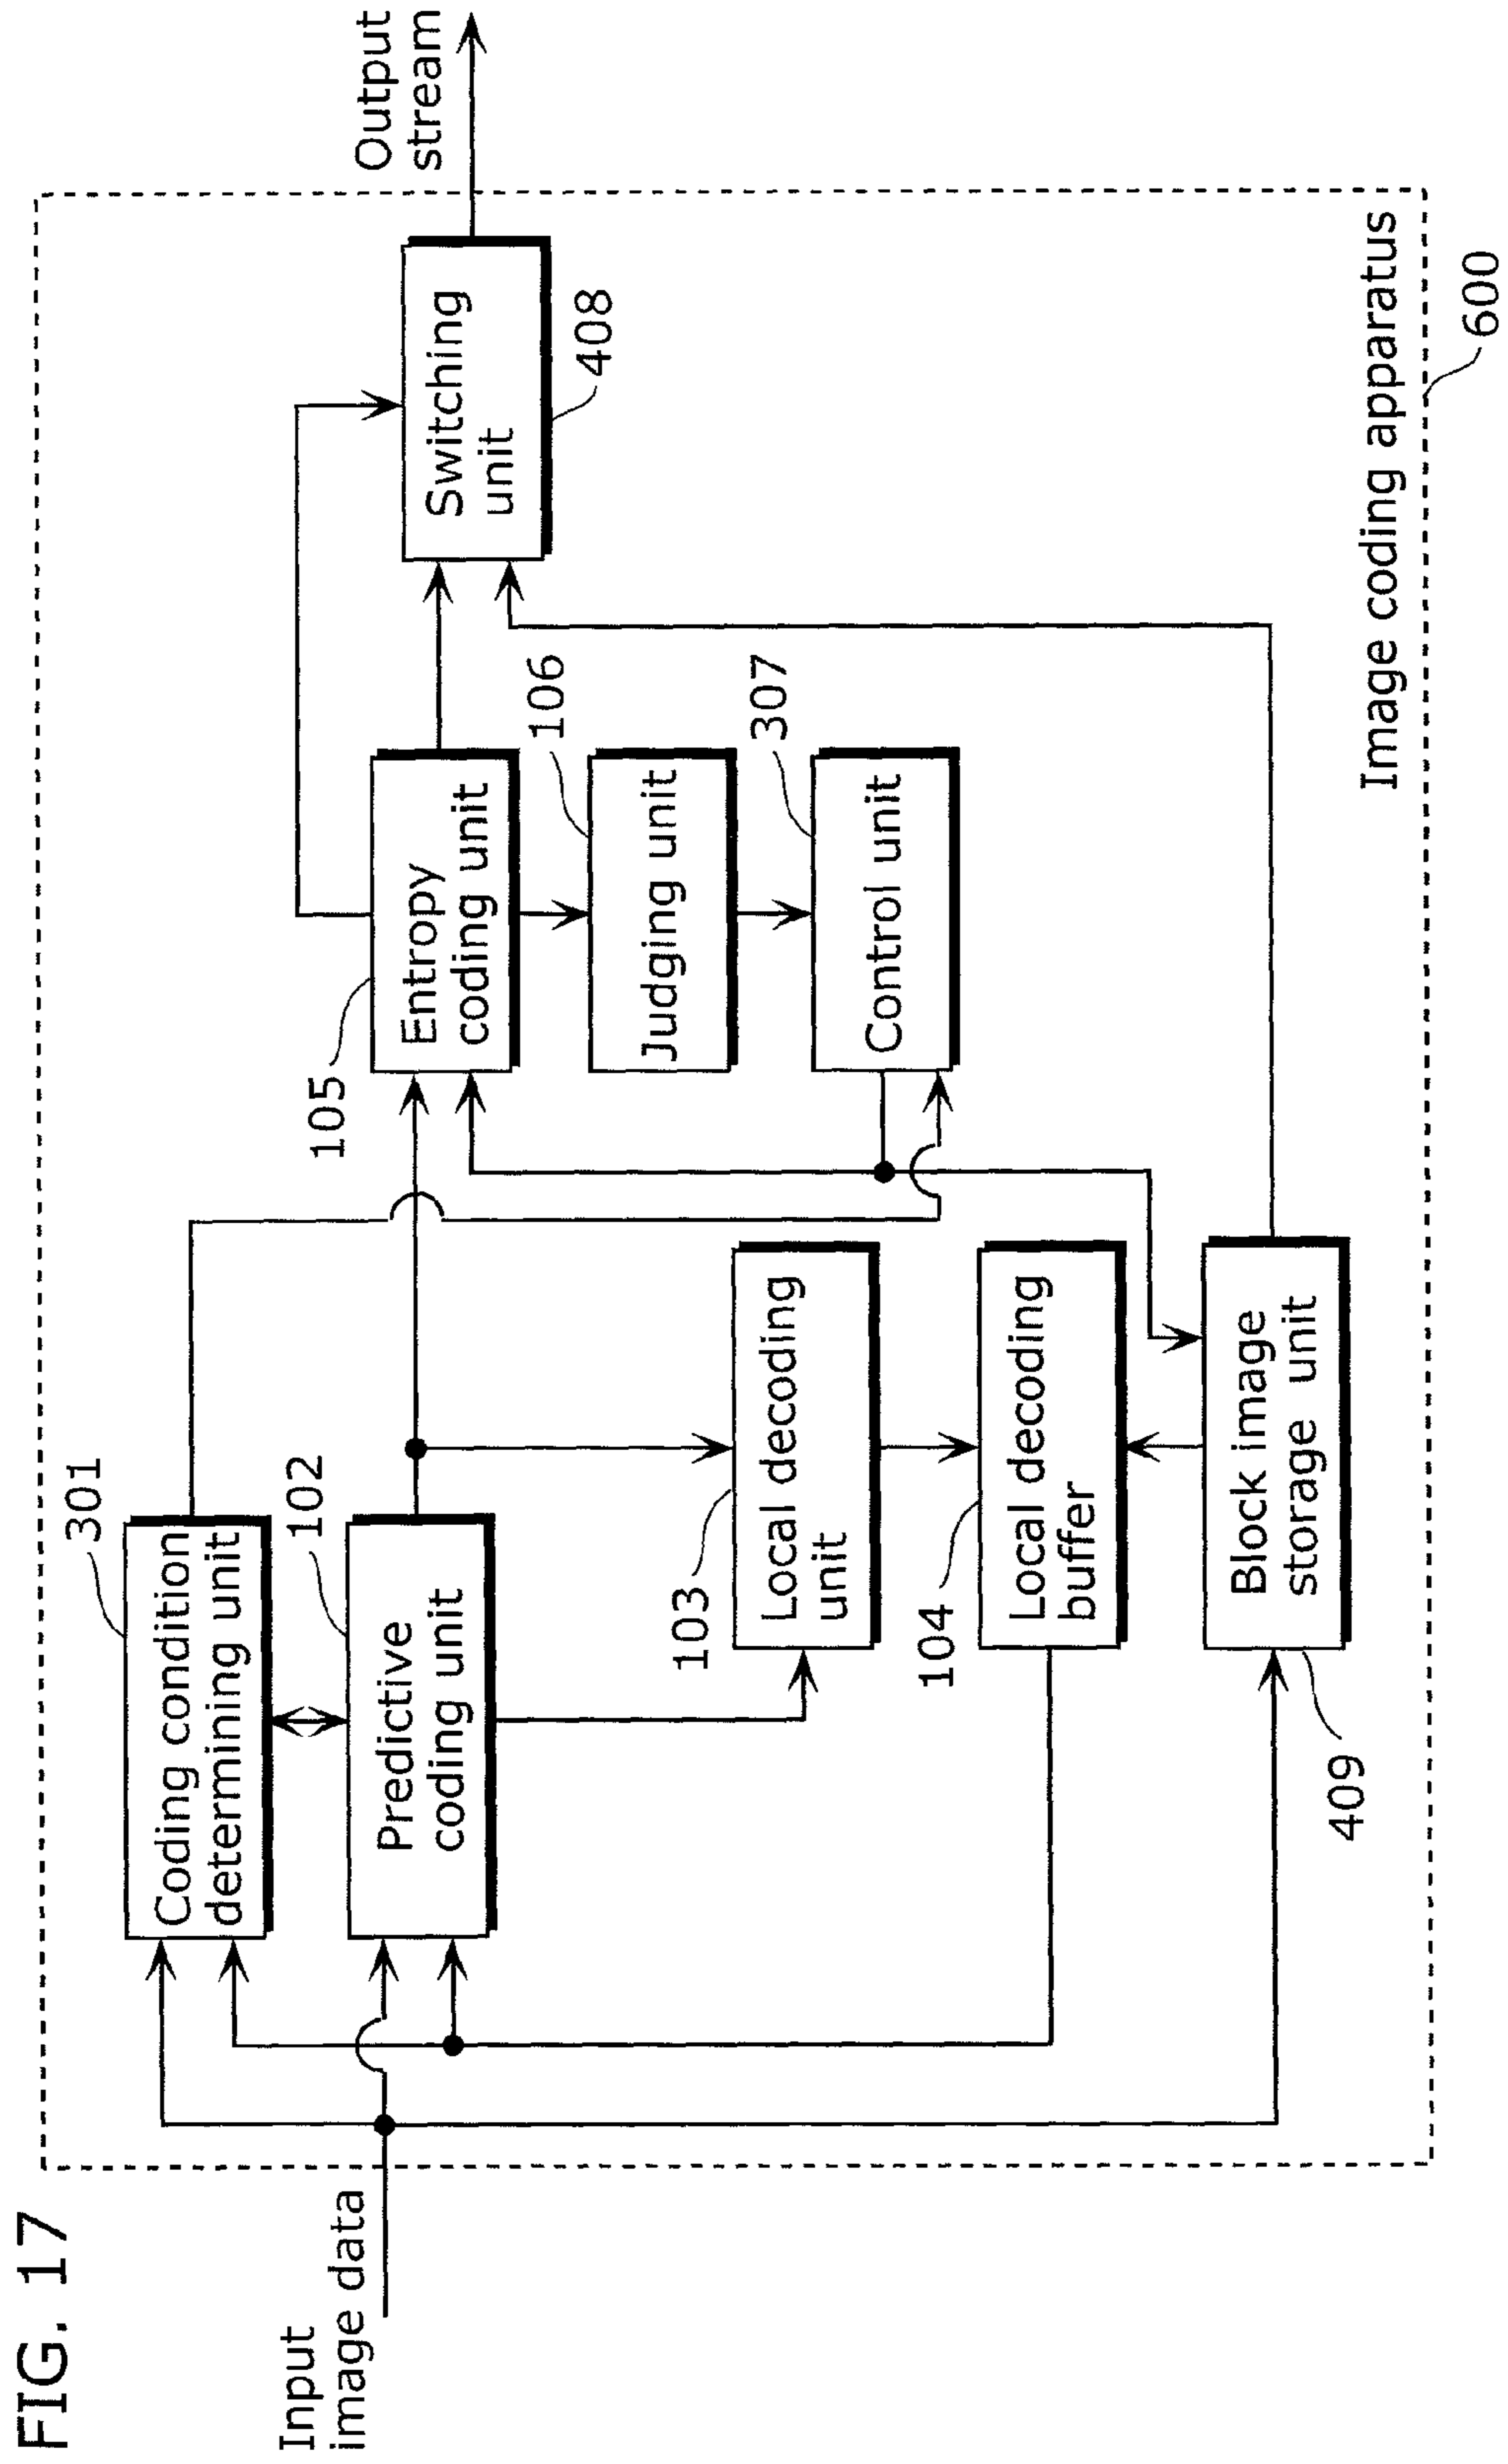 FIG. 17
Input
image data
301
Coding condition
determining unit
102
Predictive
coding unit
103
Local decoding
unit
104
Local decoding
buffer
409
Block image
storage unit
105
Entropy
coding unit
106
Judging unit
307
Control unit
Switching
unit
408
Output
stream
Image coding apparatus
600